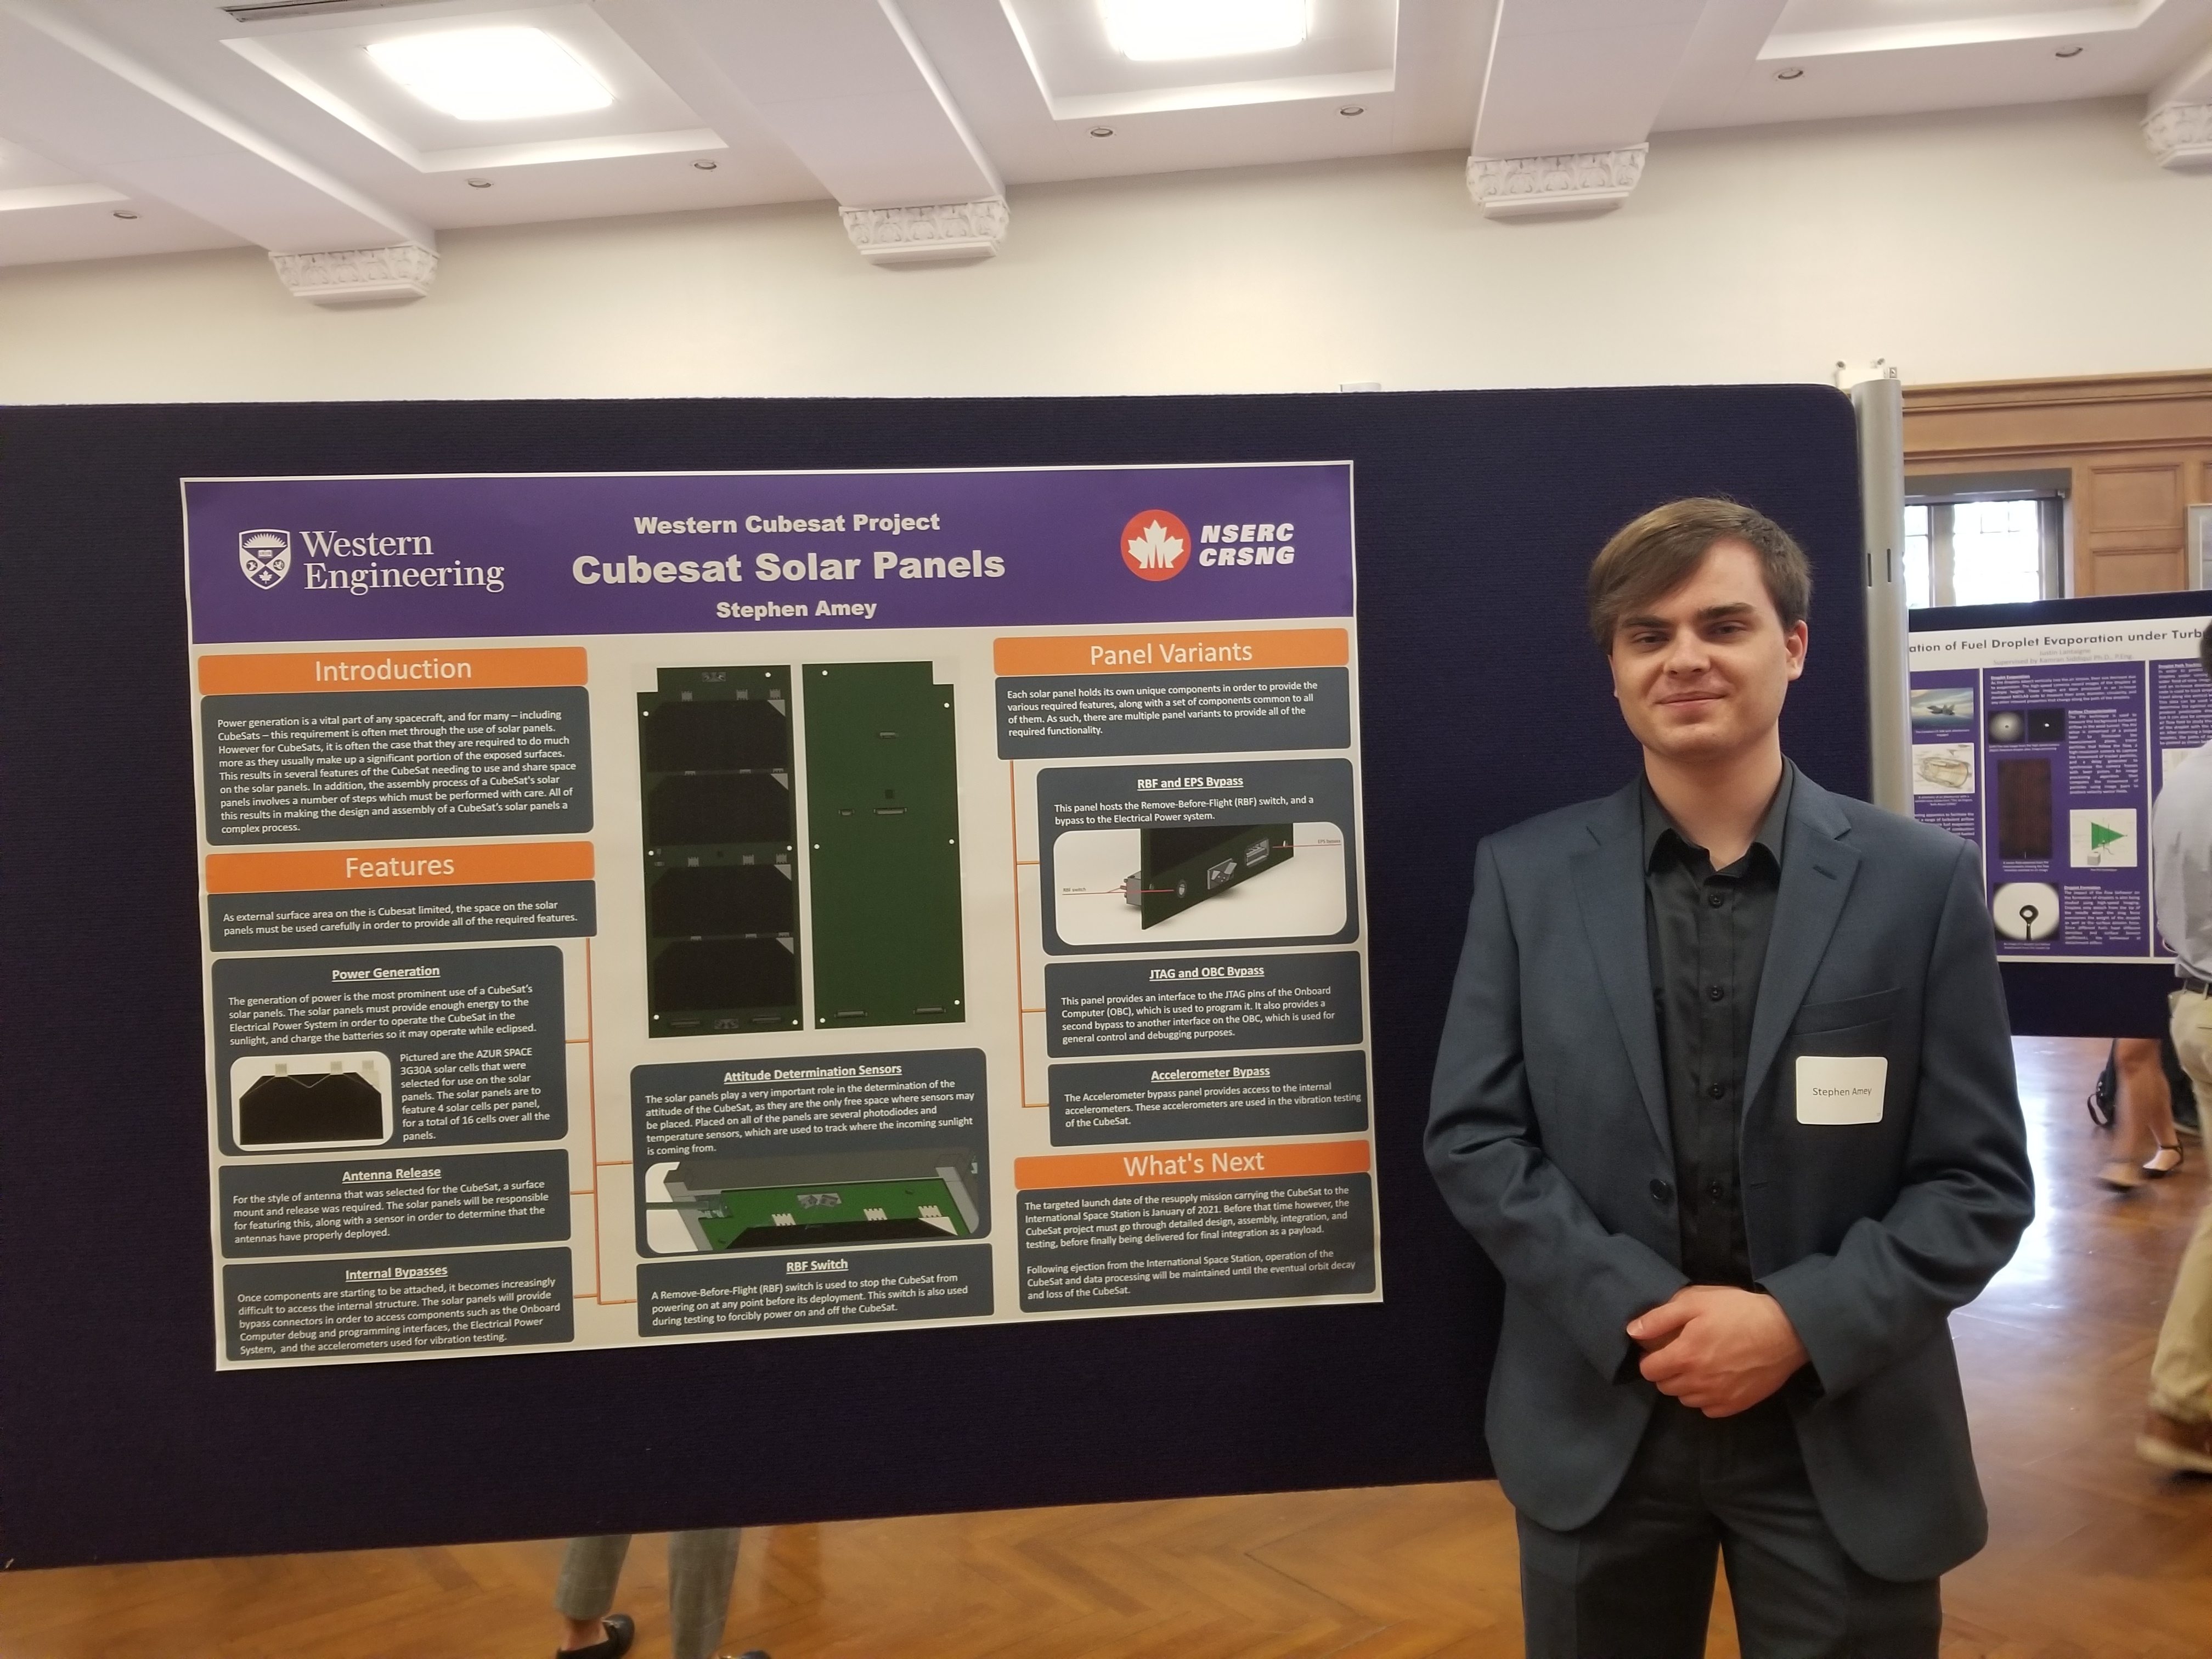 Western
Engineering
Western Cubesat Project
Cubesat Solar Panels
Stephen Amey
NSERC
CRSNG
Introduction
Power generation is a vital part of any spacecraft, and for many – including
CubeSats – this requirement is often met through the use of solar panels.
However for CubeSats, it is often the case that they are required to do much
more as they usually make up a significant portion of the exposed surfaces.
This results in several features of the CubeSat needing to use and share space
on the solar panels. In addition, the assembly process of a CubeSat's solar
panels involves a number of steps which must be performed with care. All of
this results in making the design and assembly of a CubeSat's solar panels a
complex process.
Features
As external surface area on the is Cubesat limited, the space on the solar
panels must be used carefully in order to provide all of the required features.
Power Generation
The generation of power is the most prominent use of a CubeSat's
solar panels. The solar panels must provide enough energy to the
Electrical Power System in order to operate the CubeSat in the
sunlight, and charge the batteries so it may operate while eclipsed.
Pictured are the AZUR SPACE
3G30A solar cells that were
selected for use on the solar
panels. The solar panels are to
feature 4 solar cells per panel,
for a total of 16 cells over all the
panels.
Antenna Release
For the style of antenna that was selected for the CubeSat, a surface
mount and release was required. The solar panels will be responsible
for featuring this, along with a sensor in order to determine that the
antennas have properly deployed.
Internal Bypasses
Once components are starting to be attached, it becomes increasingly
difficult to access the internal structure. The solar panels will provide
bypass connectors in order to access components such as the Onboard
Computer debug and programming interfaces, the Electrical Power
System, and the accelerometers used for vibration testing.
Attitude Determination Sensors
The solar panels play a very important role in the determination of the
attitude of the CubeSat, as they are the only free space where sensors may
be placed. Placed on all of the panels are several photodiodes and
temperature sensors, which are used to track where the incoming sunlight
is coming from.
RBF Switch
A Remove-Before-Flight (RBF) switch is used to stop the CubeSat from
powering on at any point before its deployment. This switch is also used
during testing to forcibly power on and off the CubeSat.
Panel Variants
Each solar panel holds its own unique components in order to provide the
various required features, along with a set of components common to all
of them. As such, there are multiple panel variants to provide all of the
required functionality.
RBF and EPS Bypass
This panel hosts the Remove-Before-Flight (RBF) switch, and a
bypass to the Electrical Power system.
EPS bypass
RBF switch
JTAG and OBC Bypass
This panel provides an interface to the JTAG pins of the Onboard
Computer (OBC), which is used to program it. It also provides a
second bypass to another interface on the OBC, which is used for
general control and debugging purposes.
Accelerometer Bypass
The Accelerometer bypass panel provides access to the internal
accelerometers. These accelerometers are used in the vibration testing
of the CubeSat.
What's Next
The targeted launch date of the resupply mission carrying the CubeSat to the
International Space Station is January of 2021. Before that time however, the
CubeSat project must go through detailed design, assembly, integration, and
testing, before finally being delivered for final integration as a payload.
Following ejection from the International Space Station, operation of the
CubeSat and data processing will be maintained until the eventual orbit decay
and loss of the CubeSat.
Stephen Amey
ation of Fuel Droplet Evaporation under Turb